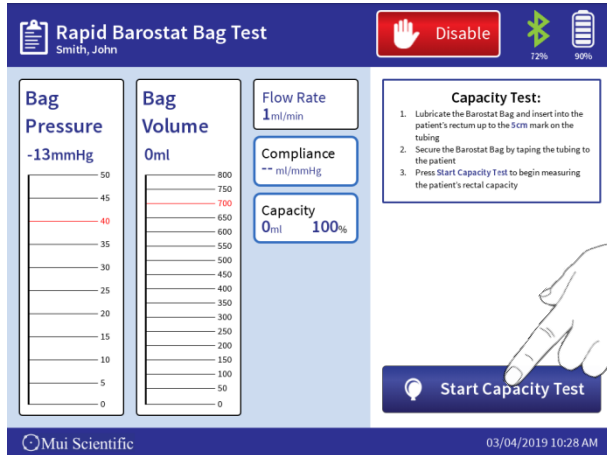 Rapid Barostat Bag Test
Smith, John
Disable
72%
90%
Bag
Pressure
-13mmHg
50
45
40
35
30
25
20
15
10
5
0
Bag
Volume
0ml
800
750
700
650
600
550
500
450
400
350
300
250
200
150
100
50
0
Flow Rate
1ml/min
Compliance
-- ml/mmHg
Capacity
0ml 100%
Capacity Test:
1. Lubricate the Barostat Bag and insert into the
patient's rectum up to the 5cm mark on the
tubing
2. Secure the Barostat Bag by taping the tubing to
the patient
3. Press Start Capacity Test to begin measuring
the patient's rectal capacity
Start Capacity Test
Mui Scientific
03/04/2019 10:28 AM